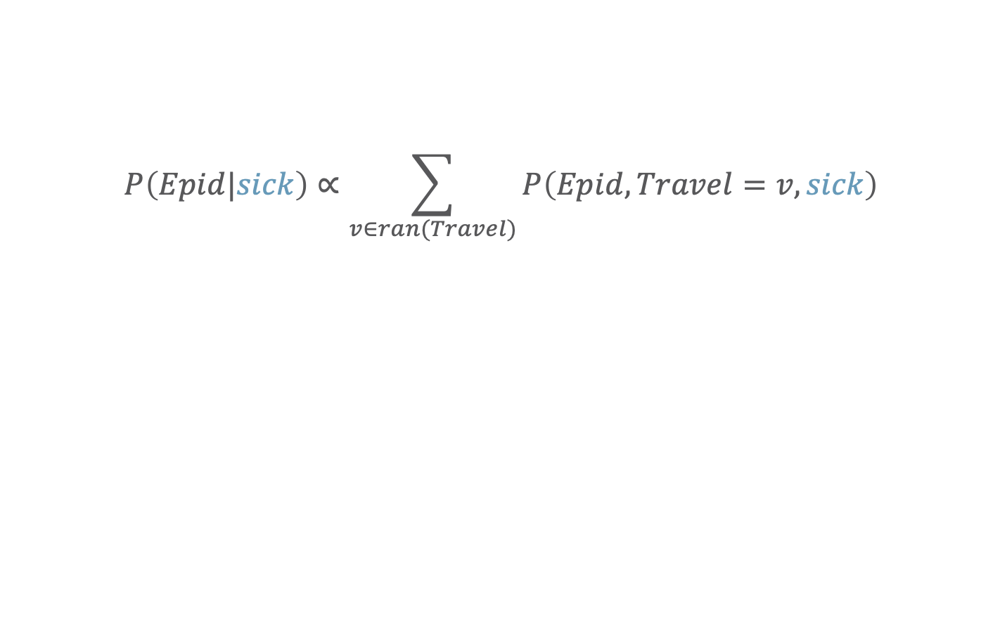 P(Epid|sick) ∝ ∑ P(Epid, Travel = v, sick)
v∈ran(Travel)